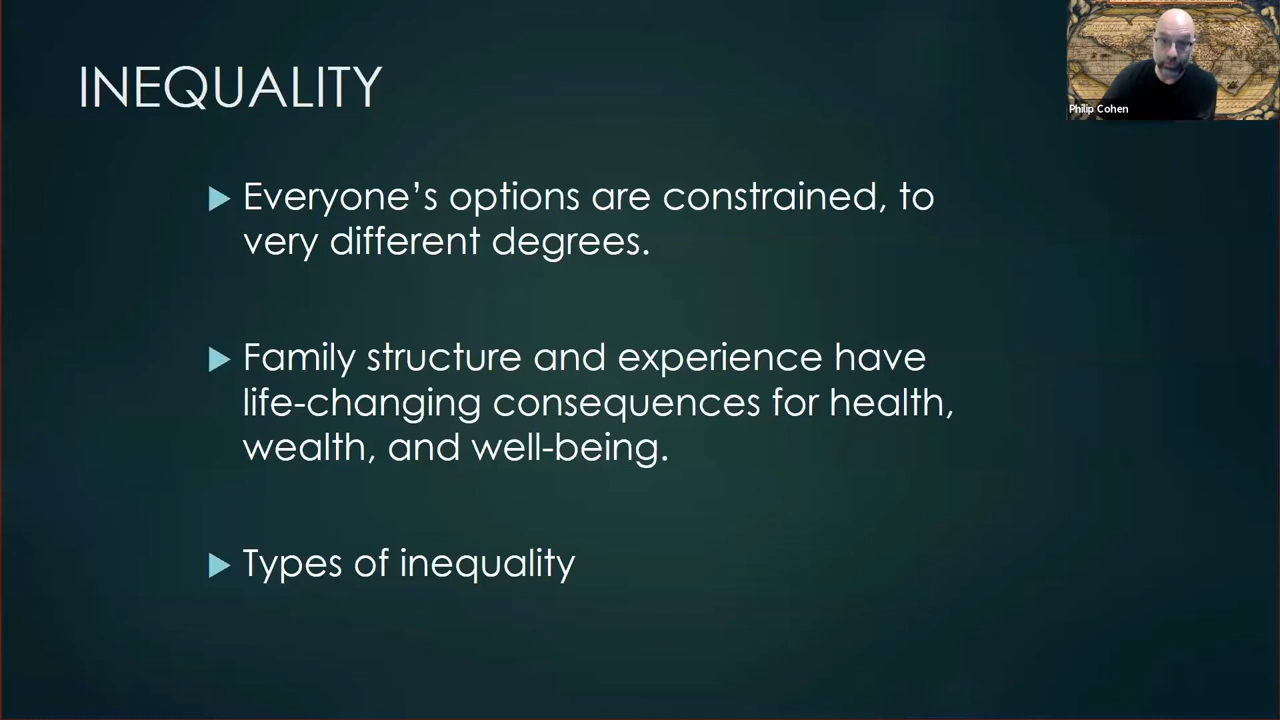 INEQUALITY
Philip Cohen
Everyone’s options are constrained, to
very different degrees.
Family structure and experience have
life-changing consequences for health,
wealth, and well-being.
Types of inequality